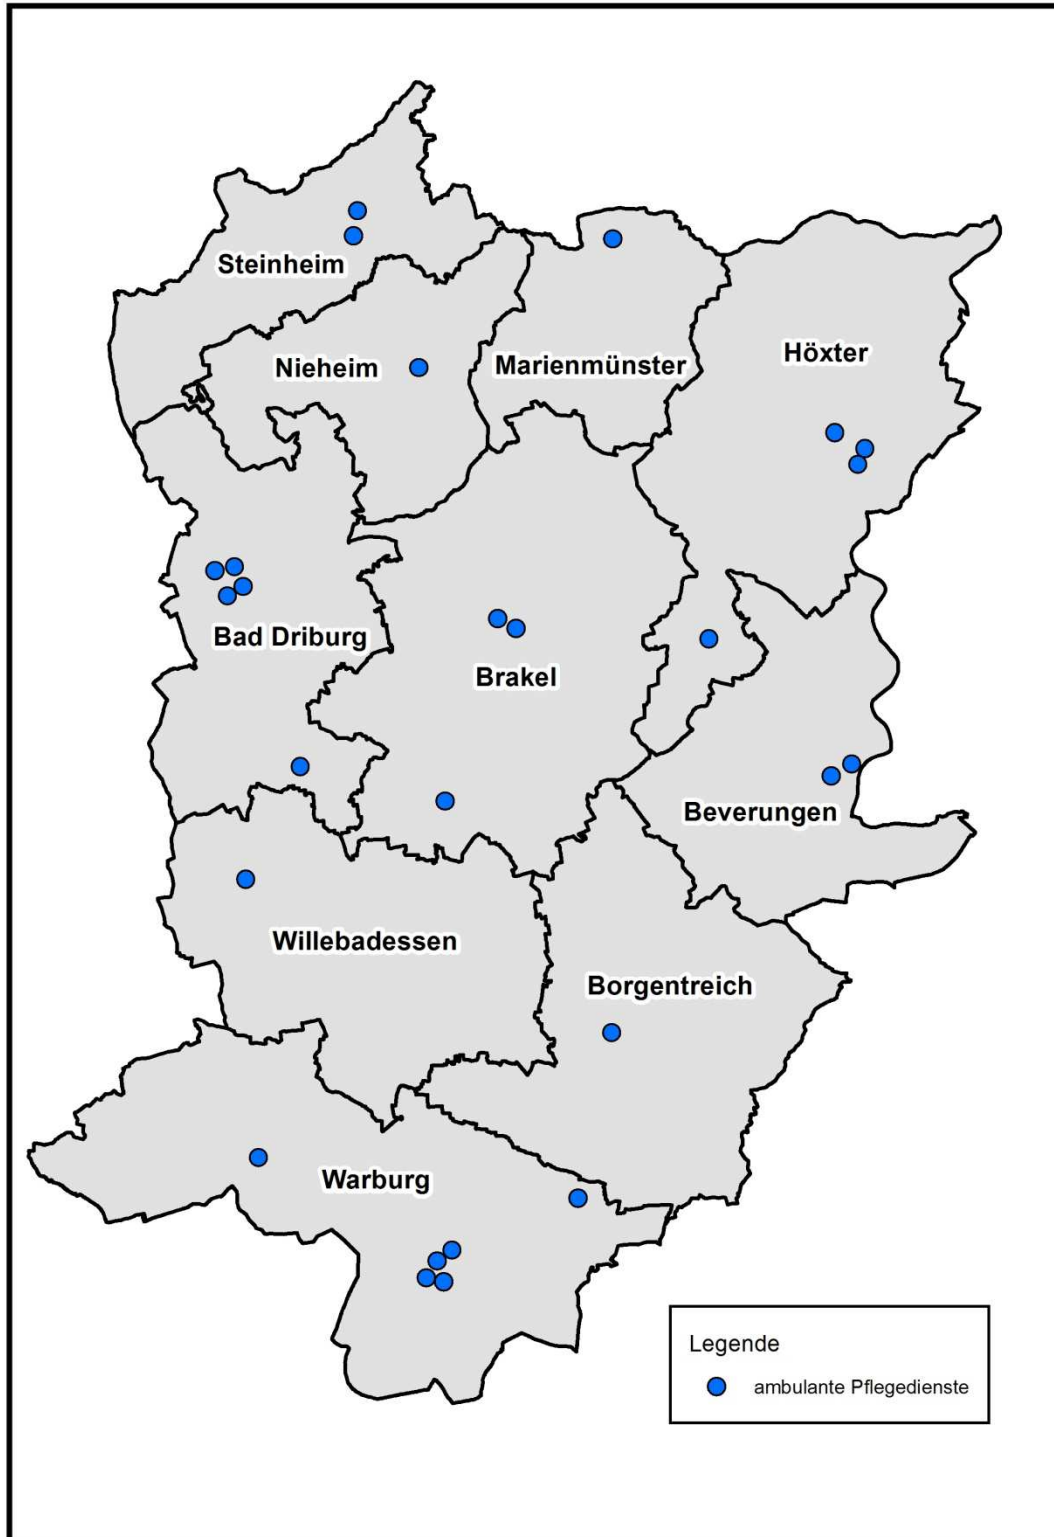 Steinheim
Nieheim
Marienmünster
Höxter
Bad Driburg
Brakel
Beverungen
Willebadessen
Borgentreich
Warburg
Legende
ambulante Pflegedienste